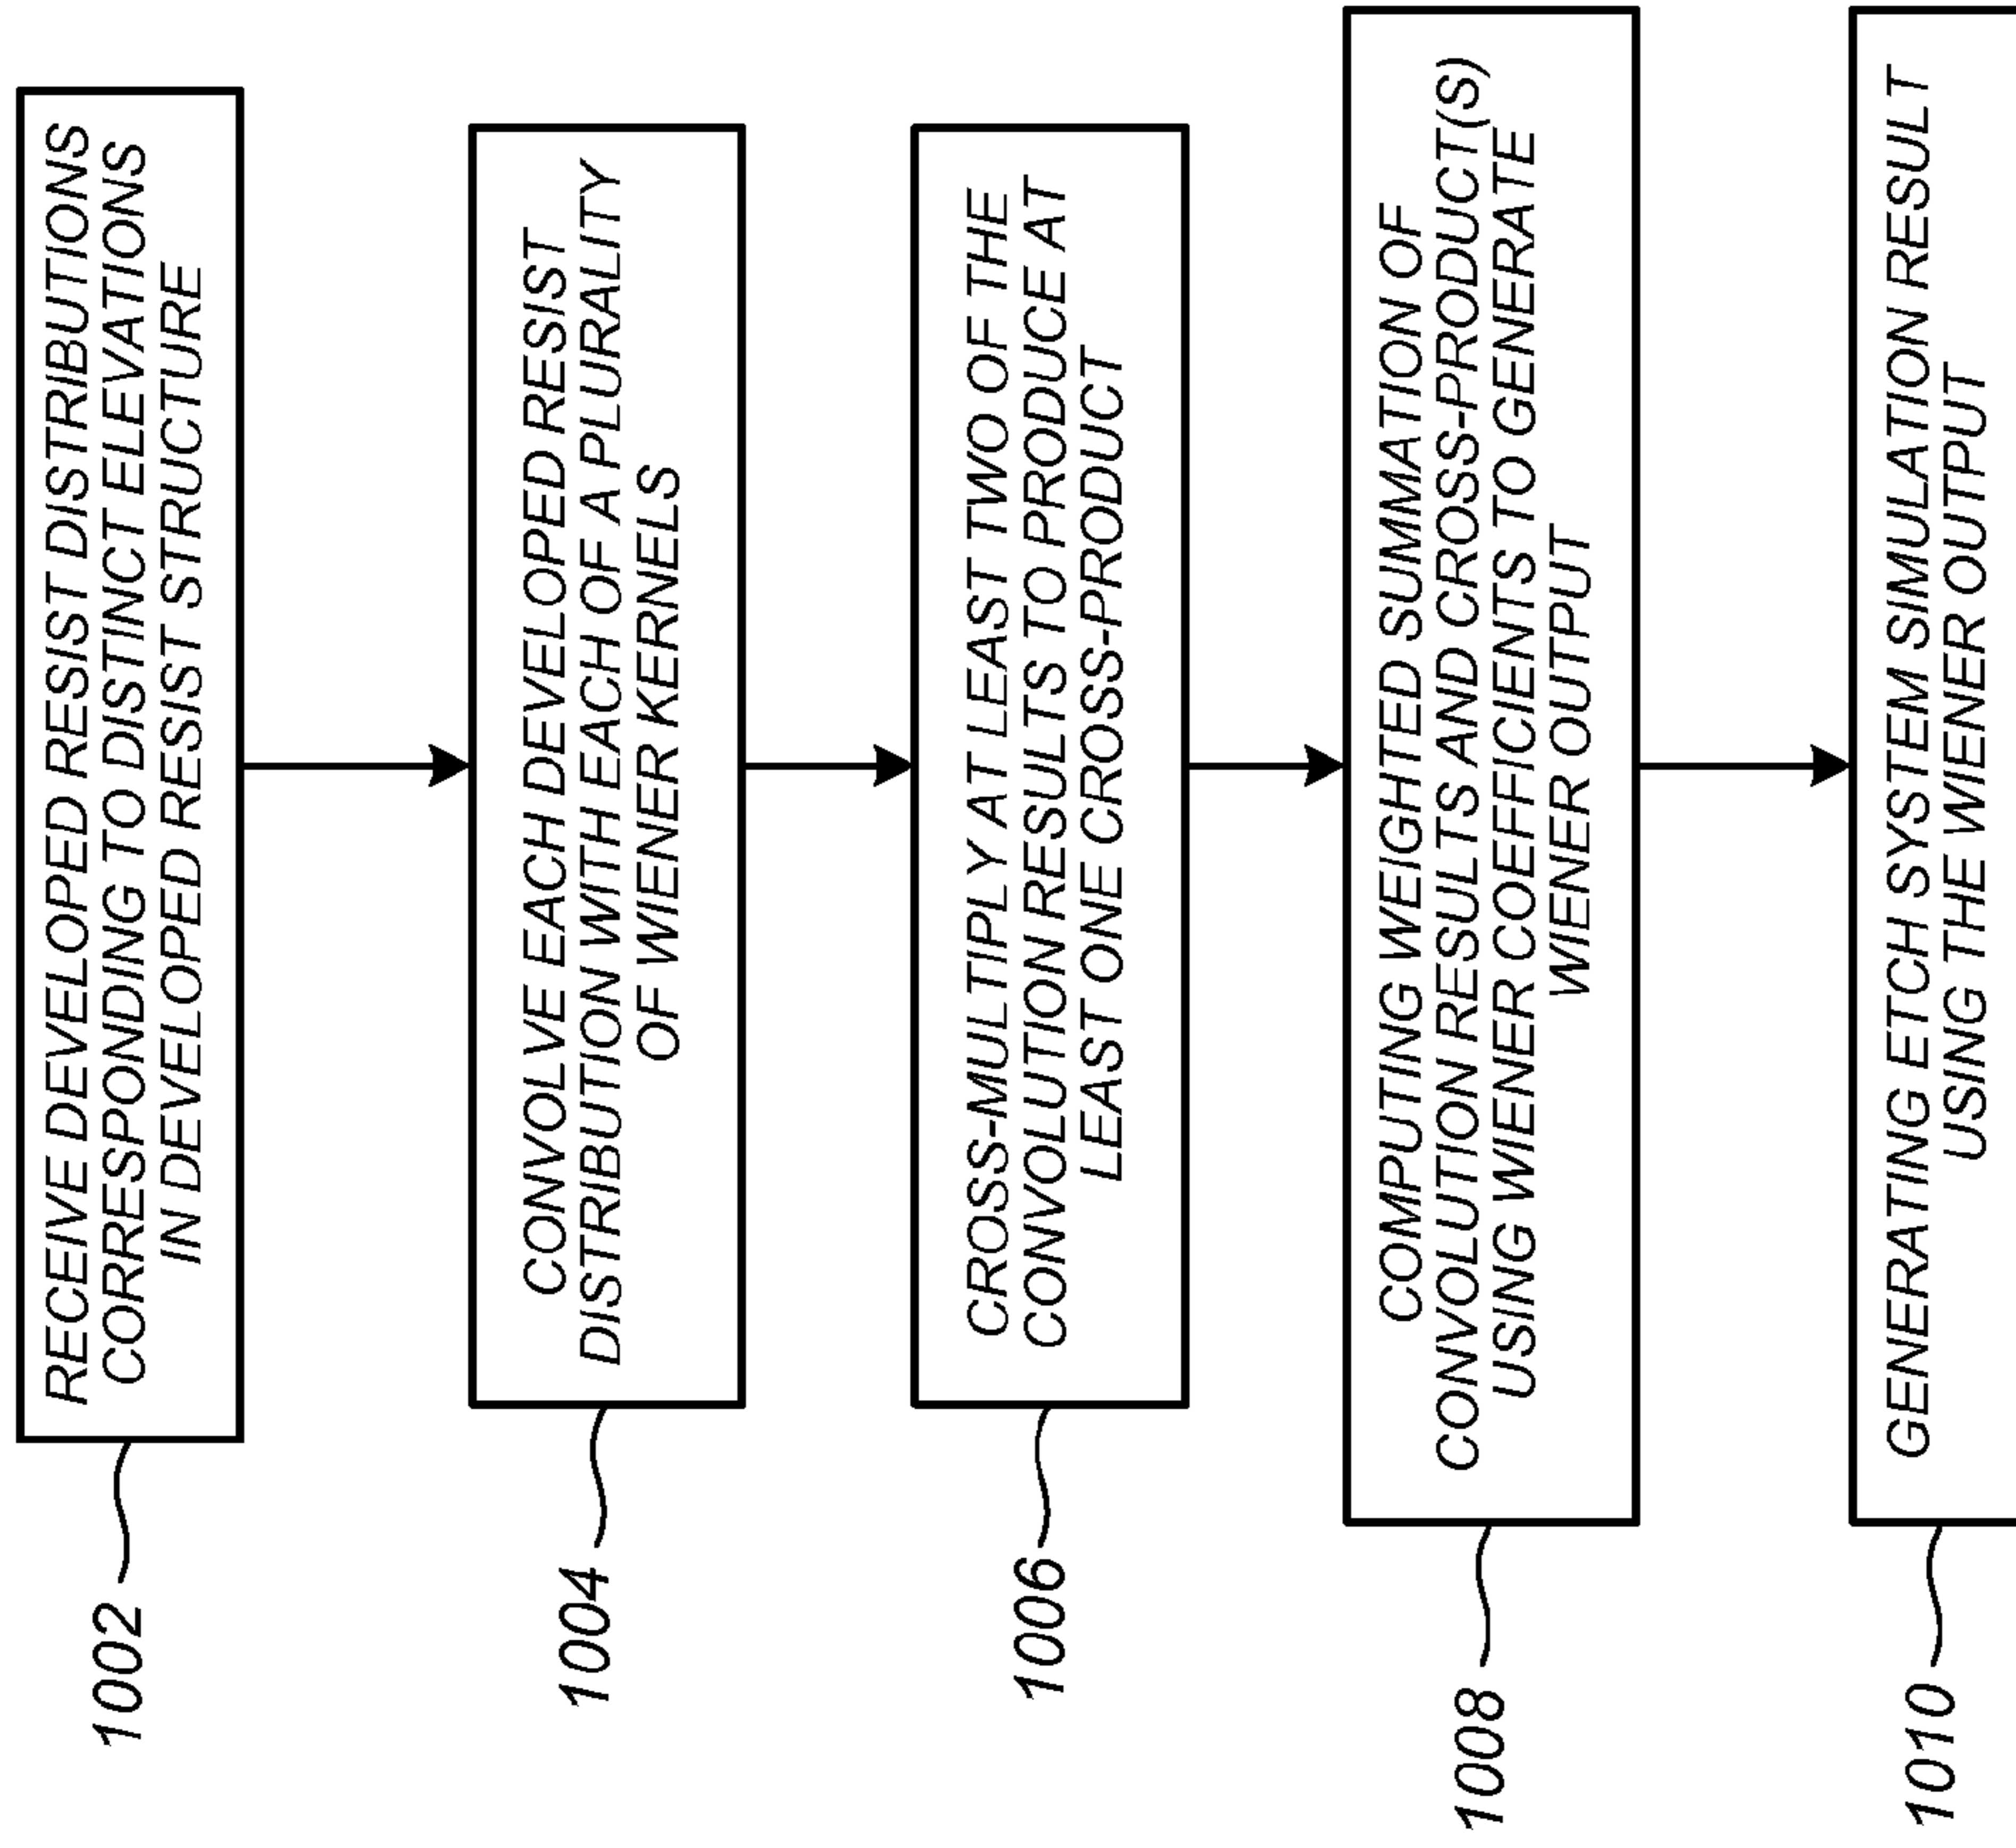 RECEIVE DEVELOPED RESIST DISTRIBUTIONS
CORRESPONDING TO DISTINCT ELEVATIONS
IN DEVELOPED RESIST STRUCTURE
1002
CONVOLVE EACH DEVELOPED RESIST
DISTRIBUTION WITH EACH OF A PLURALITY
OF WIENER KERNELS
1004
CROSS-MULTIPLY AT LEAST TWO OF THE
CONVOLUTION RESULTS TO PRODUCE AT
LEAST ONE CROSS-PRODUCT
1006
COMPUTING WEIGHTED SUMMATION OF
CONVOLUTION RESULTS AND CROSS-PRODUCT(S)
USING WIENER COEFFICIENTS TO GENERATE
WIENER OUTPUT
1008
GENERATING ETCH SYSTEM SIMULATION RESULT
USING THE WIENER OUTPUT
1010